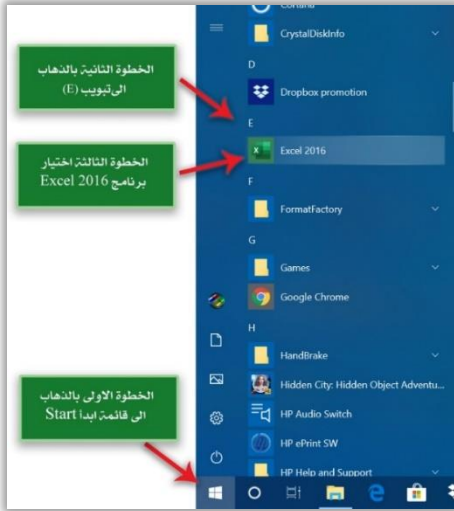 Cortana
CrystalDiskInfo
D
Dropbox promotion
E
Excel 2016
F
FormatFactory
G
Games
Google Chrome
H
HandBrake
Hidden City: Hidden Object Adventu...
HP Audio Switch
HP ePrint SW
HP Help and Support
الخطوة الثانية بالذهاب
الى تبويب (E)
الخطوة الثالثة اختيار
برنامج Excel 2016
الخطوة الاولى بالذهاب
الى قائمة ابدا Start